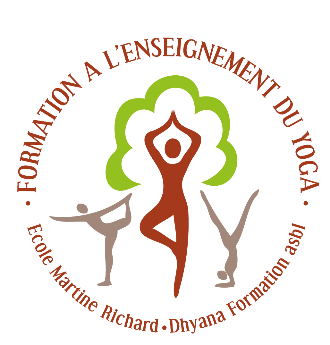 • FORMATION A L'ENSEIGNEMENT DU YOGA •
Ecole Martine Richard • Dhyana Formation asbl